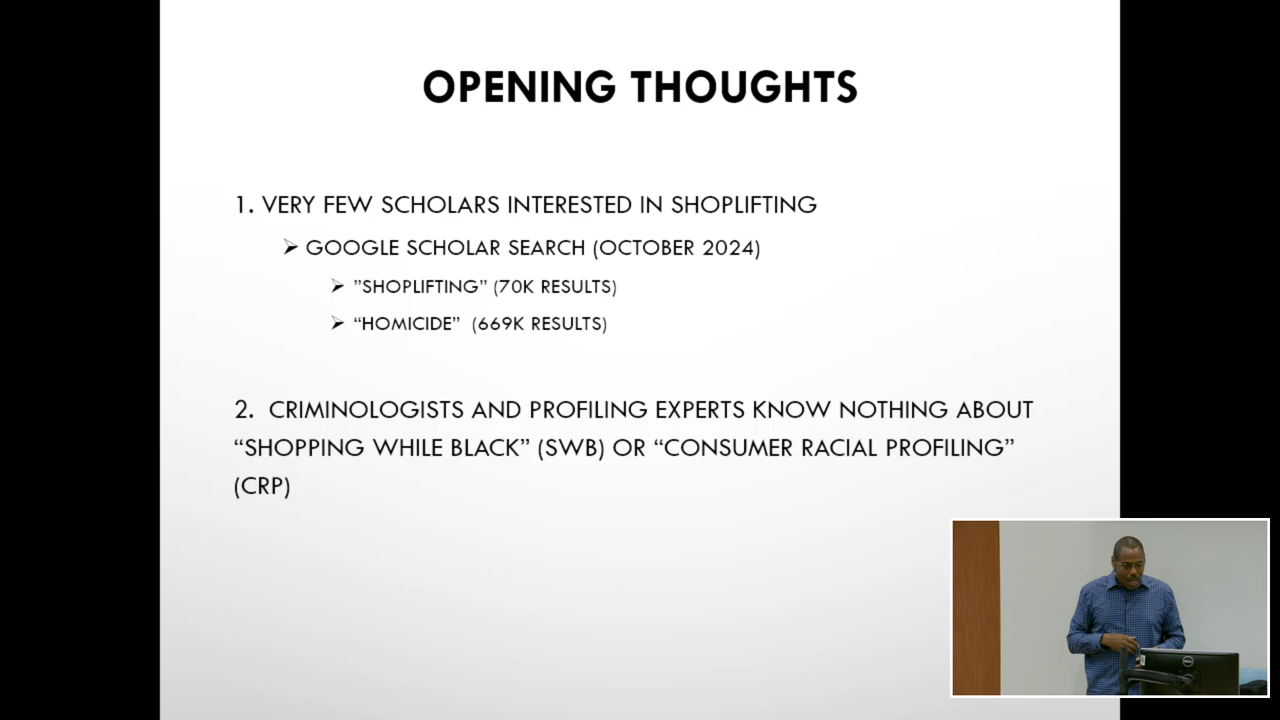 OPENING THOUGHTS
1. VERY FEW SCHOLARS INTERESTED IN SHOPLIFTING
➢ GOOGLE SCHOLAR SEARCH (OCTOBER 2024)
➢ ”SHOPLIFTING” (70K RESULTS)
➢ “HOMICIDE” (669K RESULTS)
2. CRIMINOLOGISTS AND PROFILING EXPERTS KNOW NOTHING ABOUT
“SHOPPING WHILE BLACK” (SWB) OR “CONSUMER RACIAL PROFILING”
(CRP)